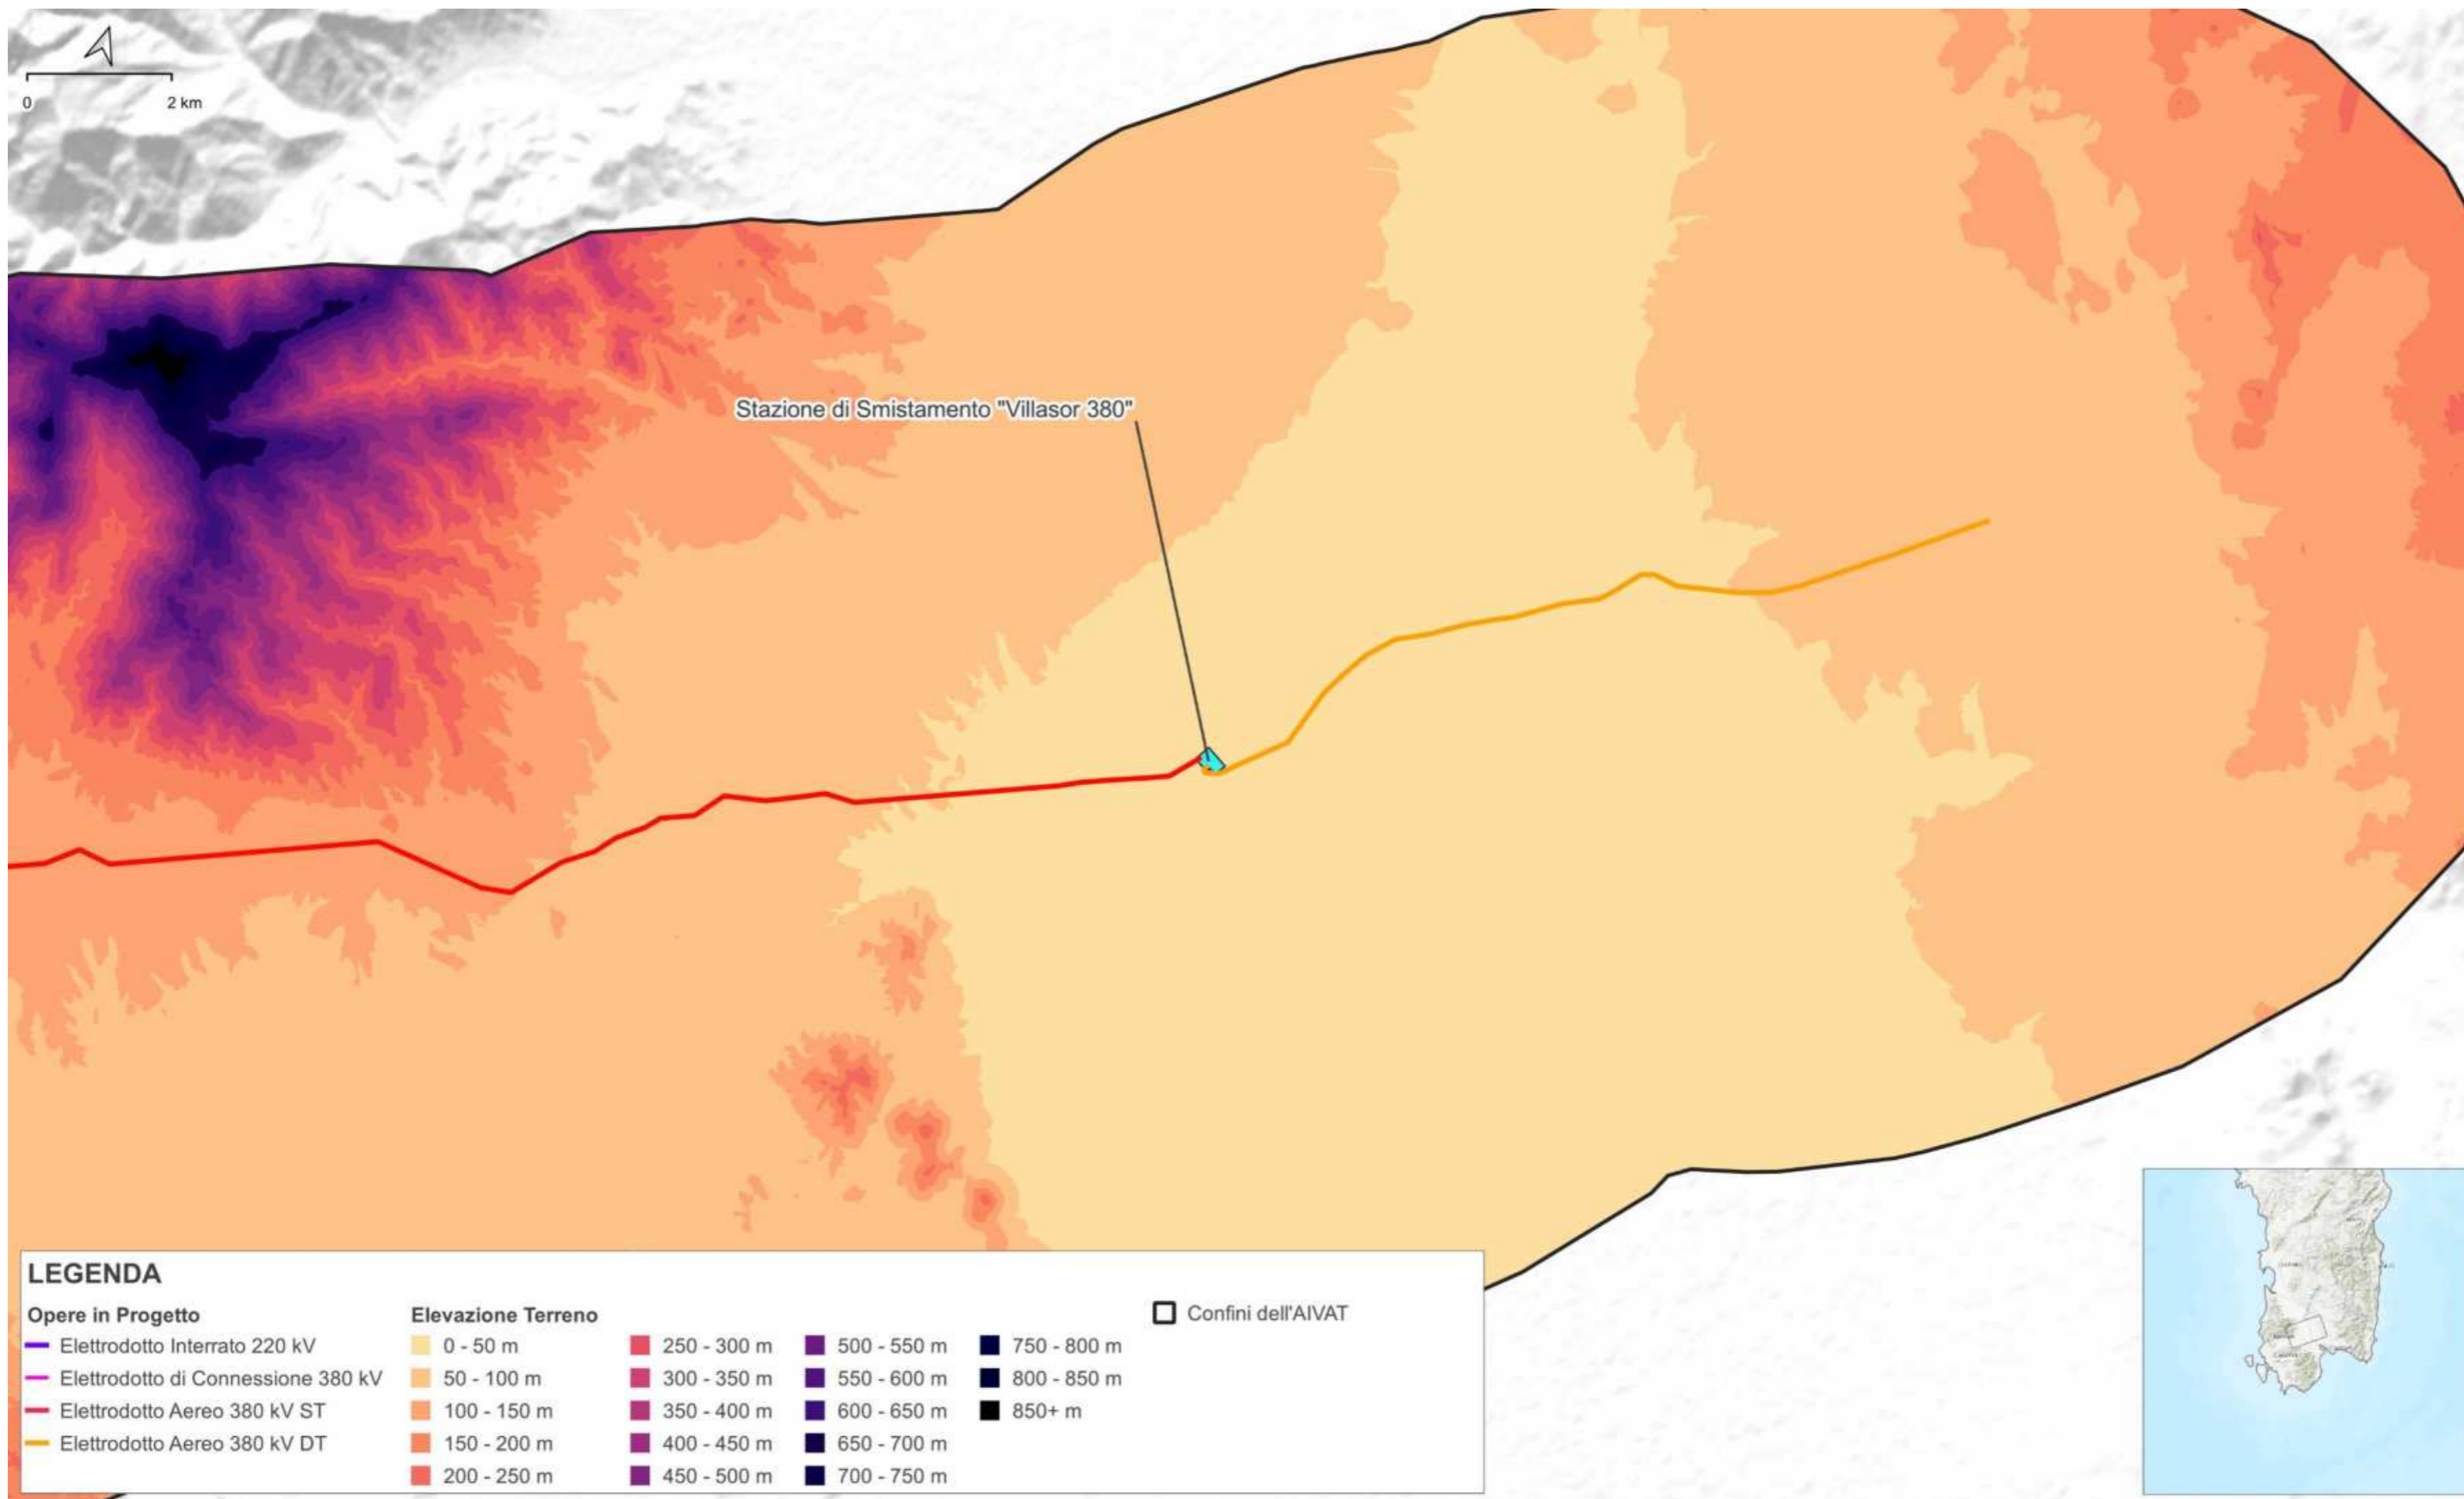 0 2 km
Stazione di Smistamento "Villasor 380"
LEGENDA
Opere in Progetto
Elettrodotto Interrato 220 kV
Elettrodotto di Connessione 380 kV
Elettrodotto Aereo 380 kV ST
Elettrodotto Aereo 380 kV DT
Elevazione Terreno
0 - 50 m
50 - 100 m
100 - 150 m
150 - 200 m
200 - 250 m
250 - 300 m
300 - 350 m
350 - 400 m
400 - 450 m
450 - 500 m
500 - 550 m
550 - 600 m
600 - 650 m
650 - 700 m
700 - 750 m
750 - 800 m
800 - 850 m
850+ m
Confini dell'AIVAT